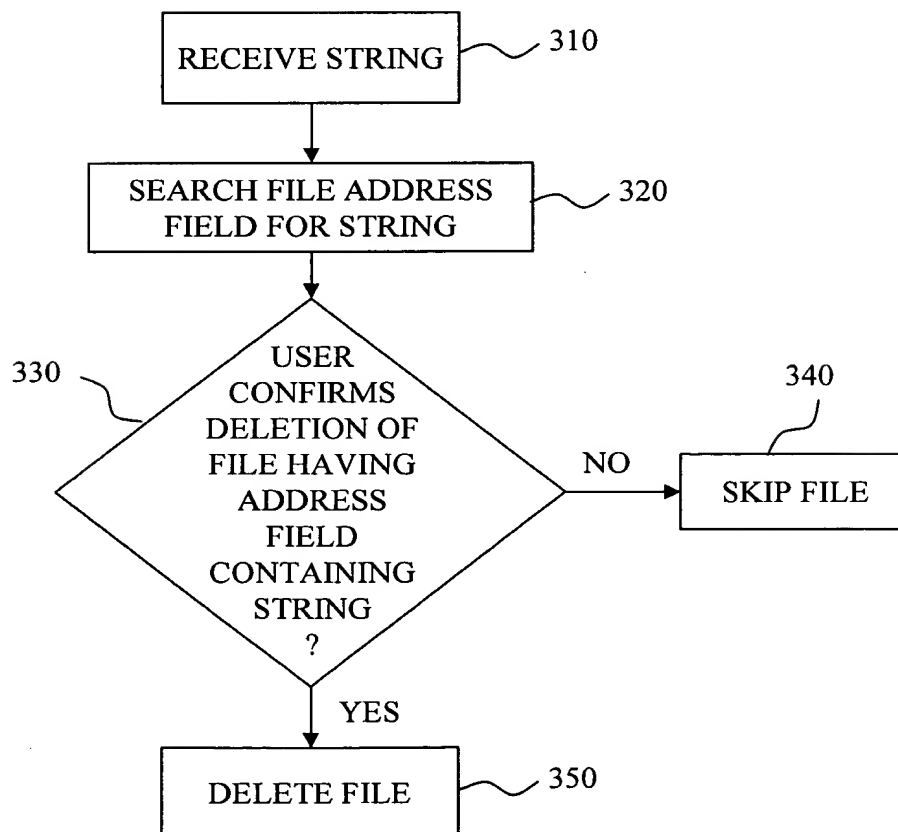 RECEIVE STRING
310
SEARCH FILE ADDRESS
FIELD FOR STRING
320
330
USER
CONFIRMS
DELETION OF
FILE HAVING
ADDRESS
FIELD
CONTAINING
STRING
?
NO
340
SKIP FILE
YES
DELETE FILE
350